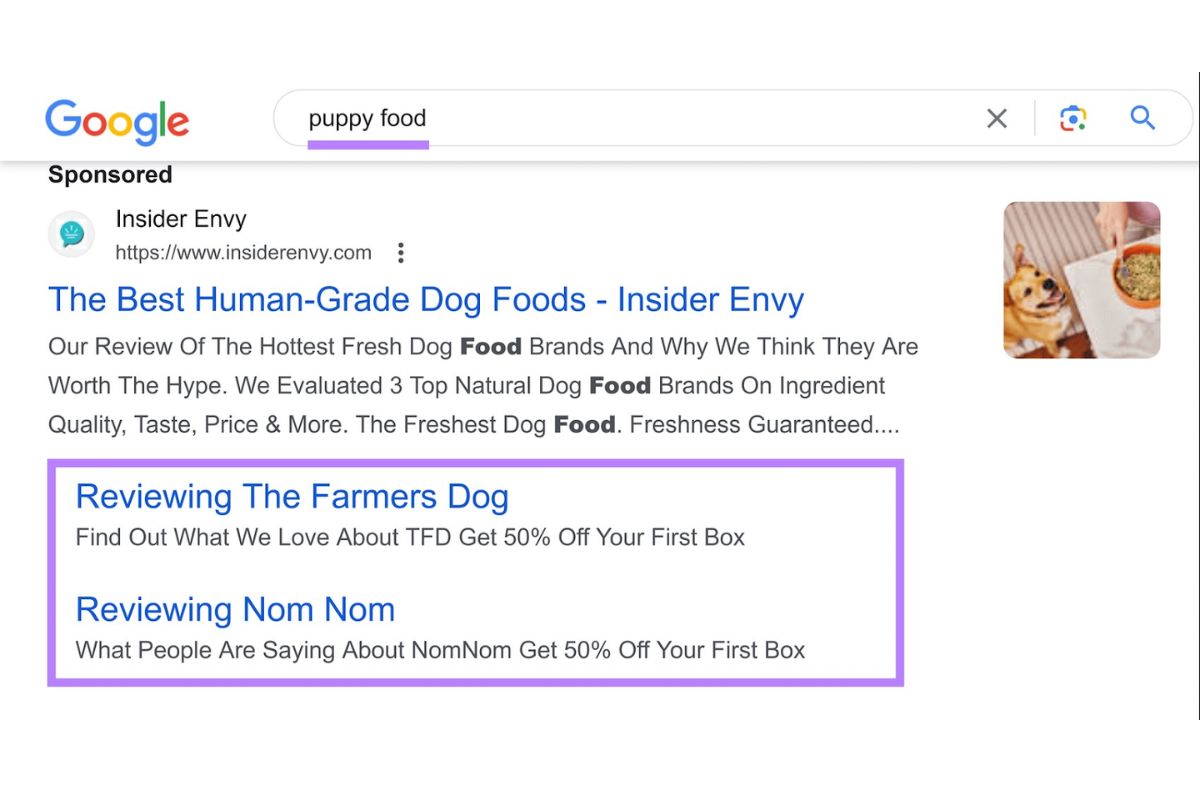 Google
puppy food
Sponsored
Insider Envy
https://www.insiderenvy.com
The Best Human-Grade Dog Foods - Insider Envy
Our Review Of The Hottest Fresh Dog Food Brands And Why We Think They Are
Worth The Hype. We Evaluated 3 Top Natural Dog Food Brands On Ingredient
Quality, Taste, Price & More. The Freshest Dog Food. Freshness Guaranteed....
Reviewing The Farmers Dog
Find Out What We Love About TFD Get 50% Off Your First Box
Reviewing Nom Nom
What People Are Saying About NomNom Get 50% Off Your First Box